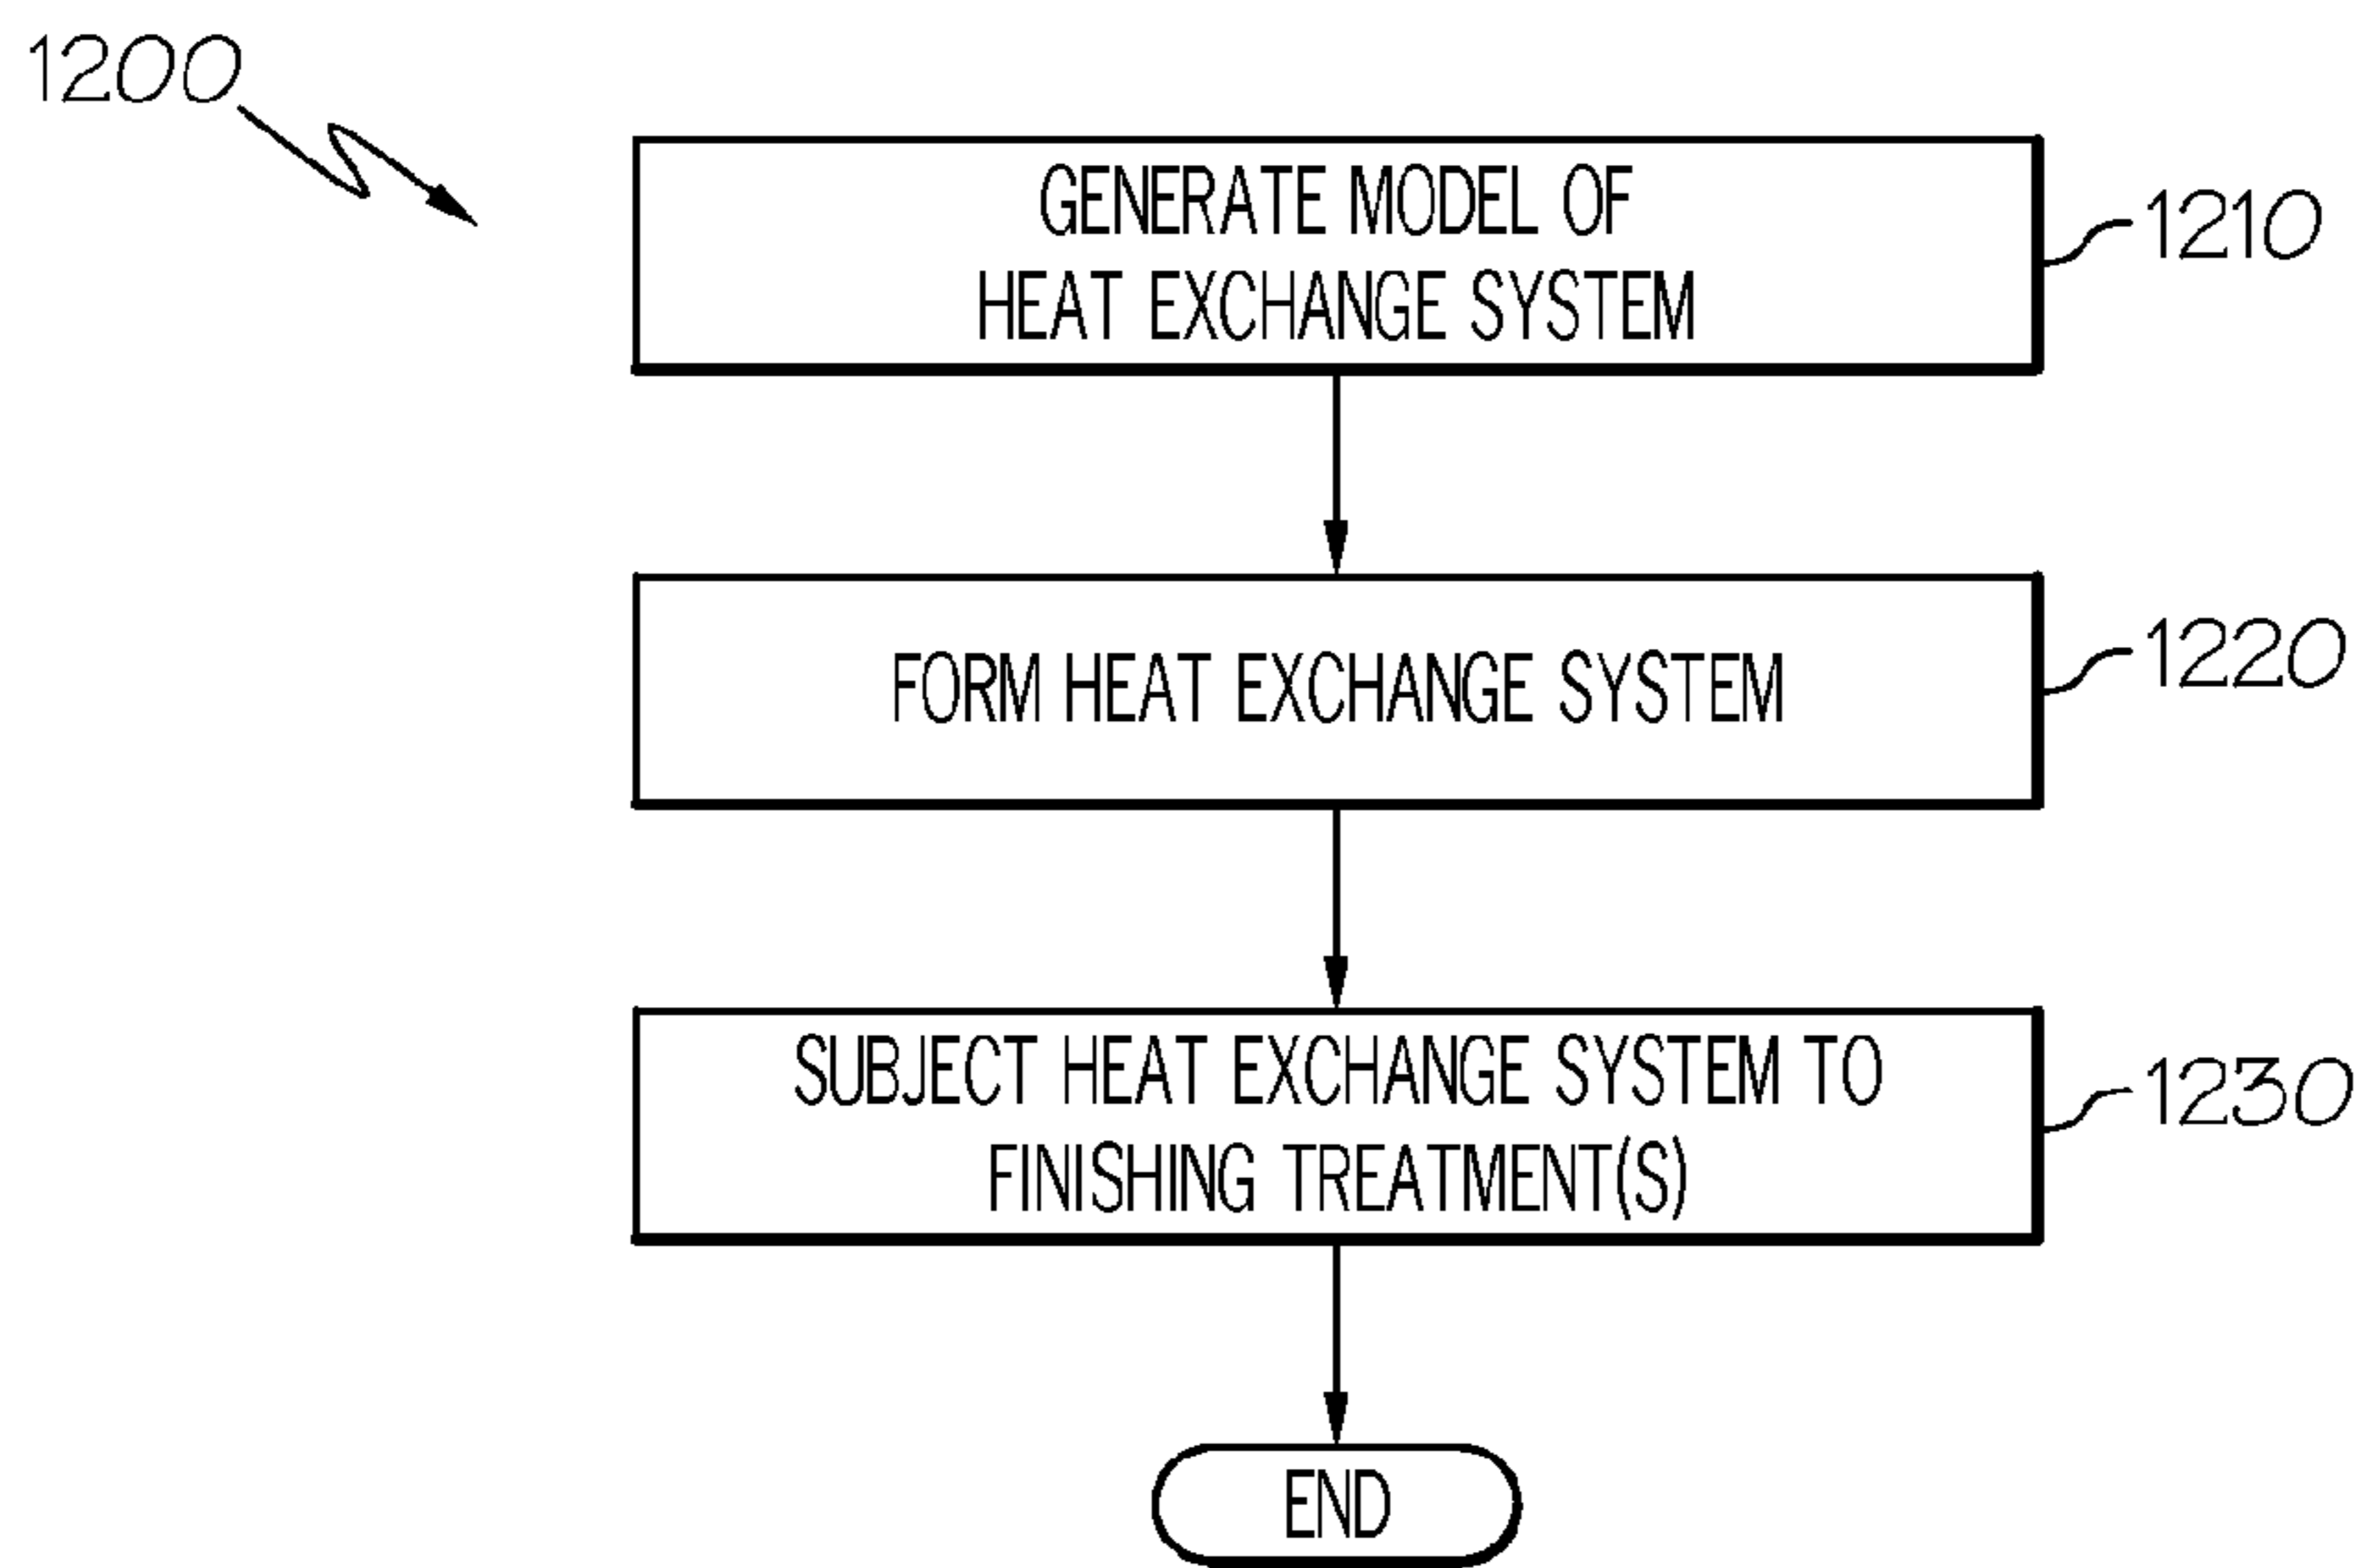 1200
GENERATE MODEL OF
HEAT EXCHANGE SYSTEM
1210
FORM HEAT EXCHANGE SYSTEM
1220
SUBJECT HEAT EXCHANGE SYSTEM TO
FINISHING TREATMENT(S)
1230
END